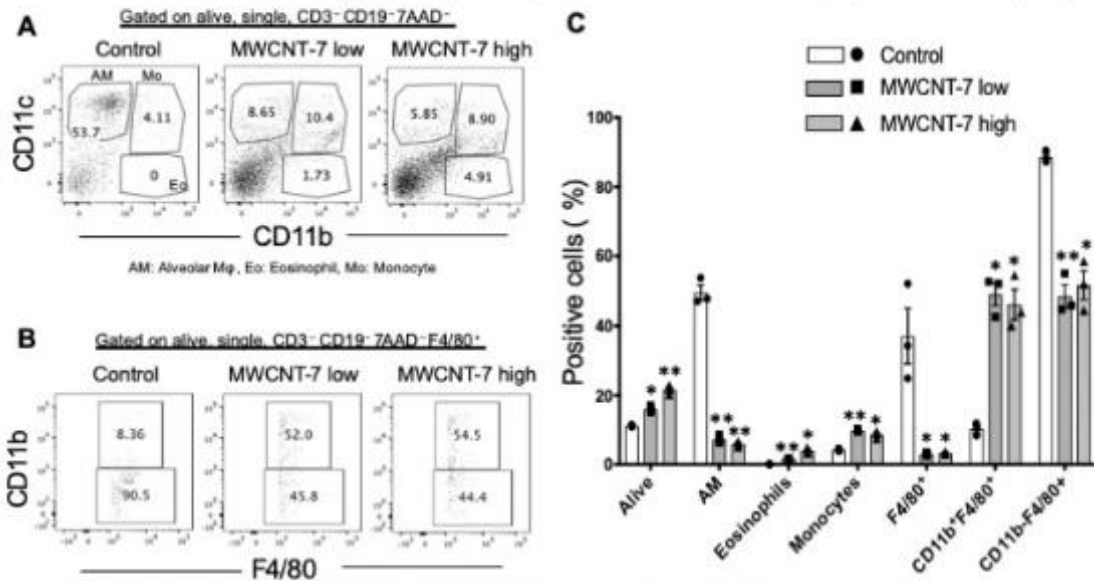 A
Gated on alive, single, CD3⁻ CD19⁻ 7AAD⁻
Control
MWCNT-7 low
MWCNT-7 high
AM
Mo
53.7
4.11
0
Eo
8.65
10.4
1.73
5.85
8.90
4.91
CD11c
CD11b
AM: Alveolar Mφ, Eo: Eosinophil, Mo: Monocyte
B
Gated on alive, single, CD3⁻ CD19⁻ 7AAD⁻F4/80⁺
Control
MWCNT-7 low
MWCNT-7 high
8.36
90.5
52.0
45.8
54.5
44.4
CD11b
F4/80
C
Control
MWCNT-7 low
MWCNT-7 high
Positive cells ( %)
100
80
60
40
20
0
* **
** **
** *
** *
* *
* *
** *
Alive
AM
Eosinophils
Monocytes
F4/80⁺
CD11b⁺F4/80⁺
CD11b-F4/80+